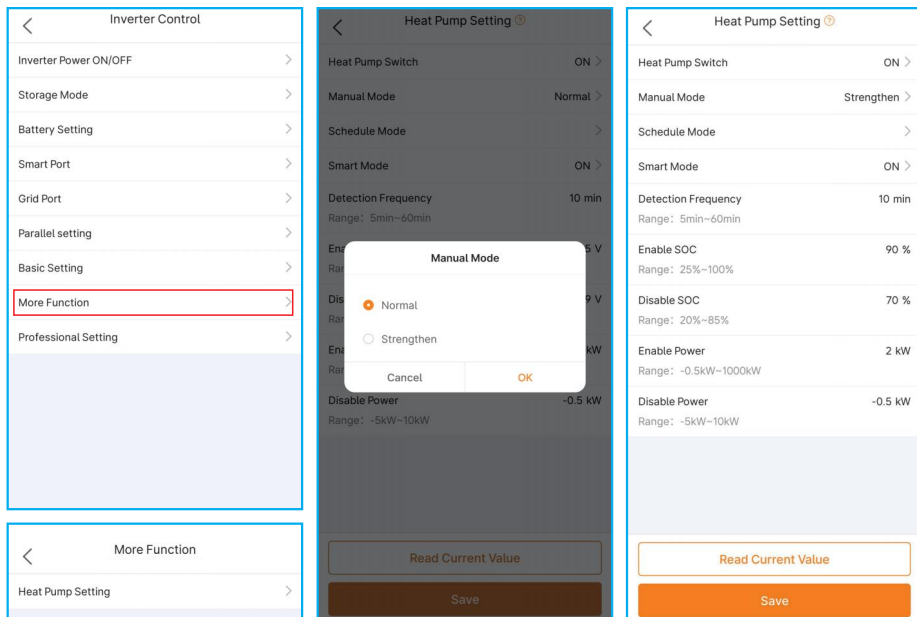 Inverter Control
Inverter Power ON/OFF
Storage Mode
Battery Setting
Smart Port
Grid Port
Parallel setting
Basic Setting
More Function
Professional Setting
More Function
Heat Pump Setting
Heat Pump Setting ?
Heat Pump Switch ON
Manual Mode Normal
Schedule Mode
Smart Mode ON
Detection Frequency 10 min
Range: 5min~60min
Manual Mode
Normal
Strengthen
Cancel OK
Disable Power -0.5 kW
Range: -5kW~10kW
Read Current Value
Save
Heat Pump Setting ?
Heat Pump Switch ON
Manual Mode Strengthen
Schedule Mode
Smart Mode ON
Detection Frequency 10 min
Range: 5min~60min
Enable SOC 90 %
Range: 25%~100%
Disable SOC 70 %
Range: 20%~85%
Enable Power 2 kW
Range: -0.5kW~1000kW
Disable Power -0.5 kW
Range: -5kW~10kW
Read Current Value
Save